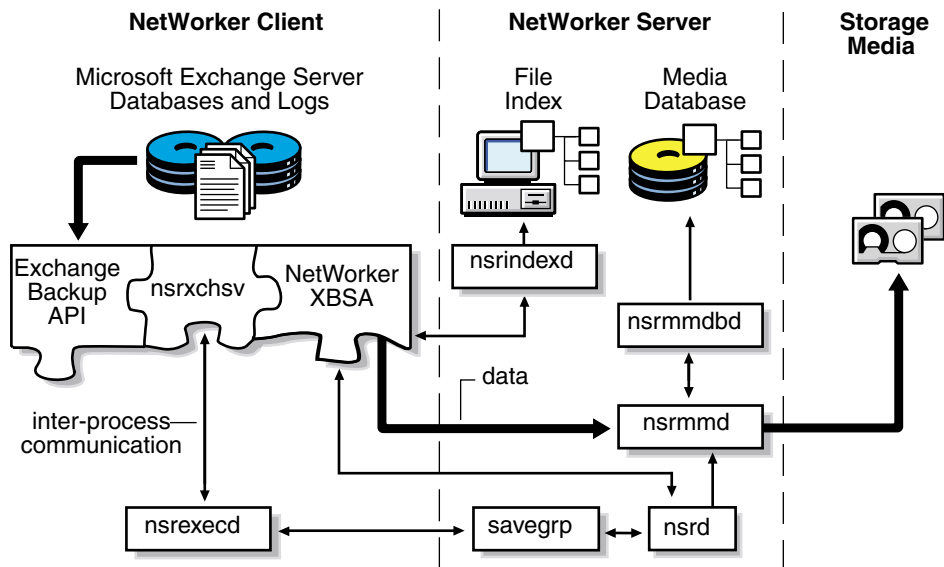 NetWorker Client
NetWorker Server
Storage
Media
Microsoft Exchange Server
Databases and Logs
File
Index
Media
Database
Exchange
Backup
API
nsrxchsv
NetWorker
XBSA
nsrindexd
nsrmmdbd
data
inter-process
communication
nsrmmd
nsrexecd
savegrp
nsrd